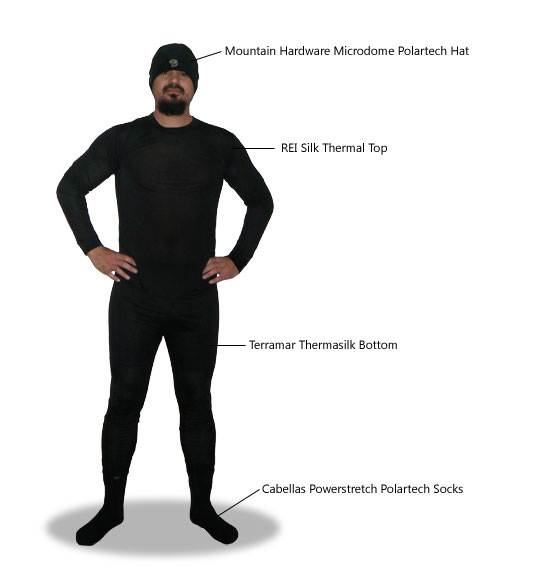 Mountain Hardware Microdome Polartech Hat
REI Silk Thermal Top
Terramar Thermasilk Bottom
Cabellas Powerstretch Polartech Socks